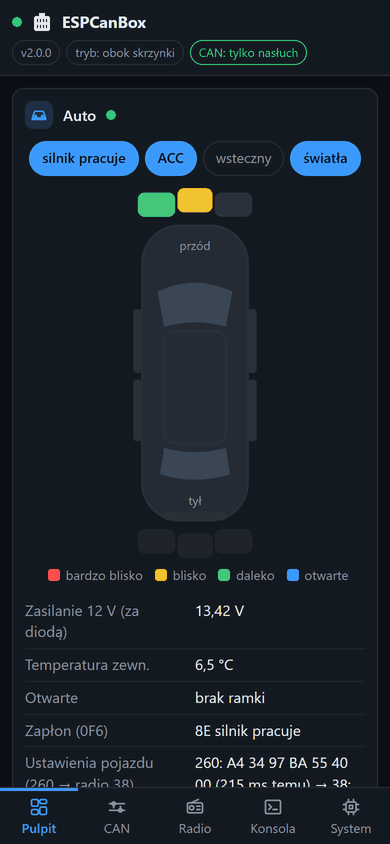 ESPCanBox
v2.0.0 tryb: obok skrzynki CAN: tylko nasłuch
Auto
silnik pracuje ACC wsteczny światła
przód
tył
bardzo blisko blisko daleko otwarte
Zasilanie 12 V (za diodą) 13,42 V
Temperatura zewn. 6,5 °C
Otwarte brak ramki
Zapłon (0F6) 8E silnik pracuje
Ustawienia pojazdu 260: A4 34 97 BA 55 40
(260 → radio 38) 00 (215 ms temu) → 38:
Pulpit CAN Radio Konsola System